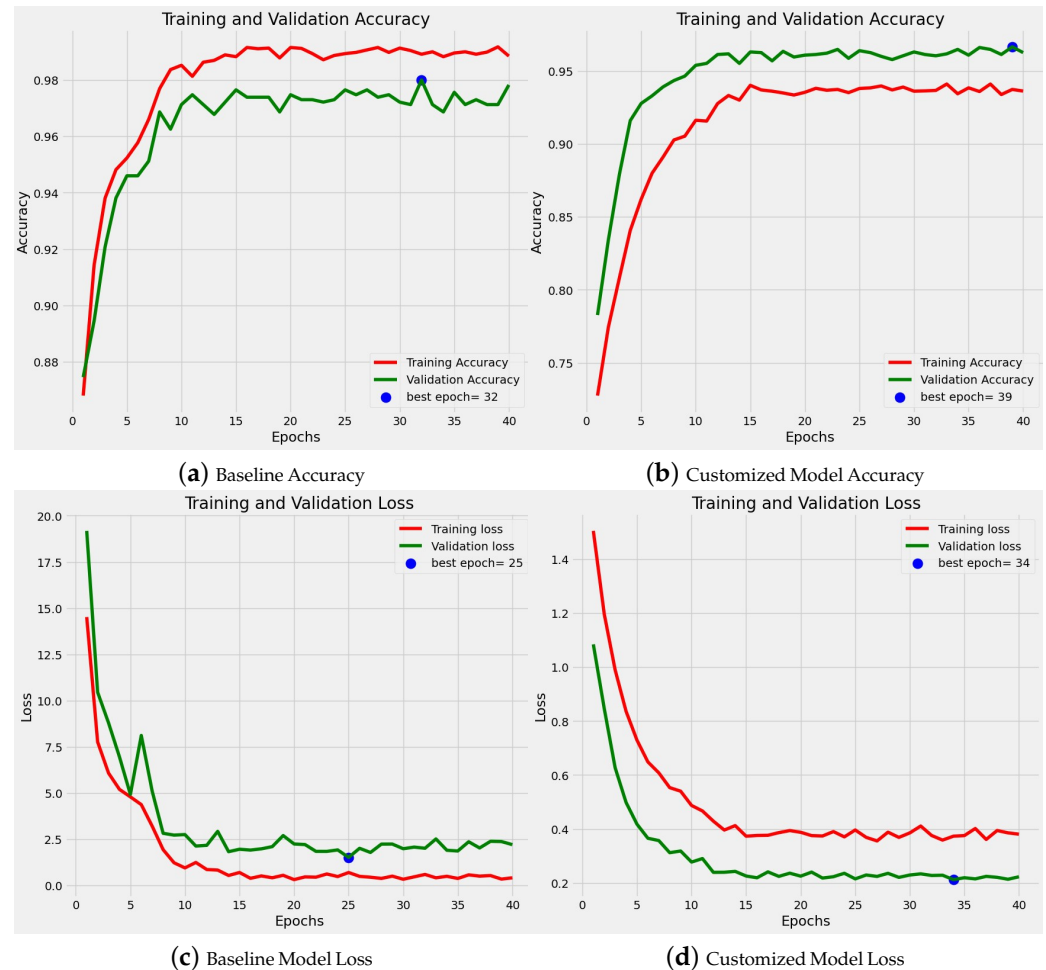 Training and Validation Accuracy
Accuracy
0.98
0.96
0.94
0.92
0.90
0.88
Training Accuracy
Validation Accuracy
best epoch= 32
0 5 10 15 20 25 30 35 40
Epochs
(a) Baseline Accuracy
Training and Validation Accuracy
Accuracy
0.95
0.90
0.85
0.80
0.75
Training Accuracy
Validation Accuracy
best epoch= 39
0 5 10 15 20 25 30 35 40
Epochs
(b) Customized Model Accuracy
Training and Validation Loss
Loss
20.0
17.5
15.0
12.5
10.0
7.5
5.0
2.5
0.0
Training loss
Validation loss
best epoch= 25
0 5 10 15 20 25 30 35 40
Epochs
(c) Baseline Model Loss
Training and Validation Loss
Loss
1.4
1.2
1.0
0.8
0.6
0.4
0.2
Training loss
Validation loss
best epoch= 34
0 5 10 15 20 25 30 35 40
Epochs
(d) Customized Model Loss